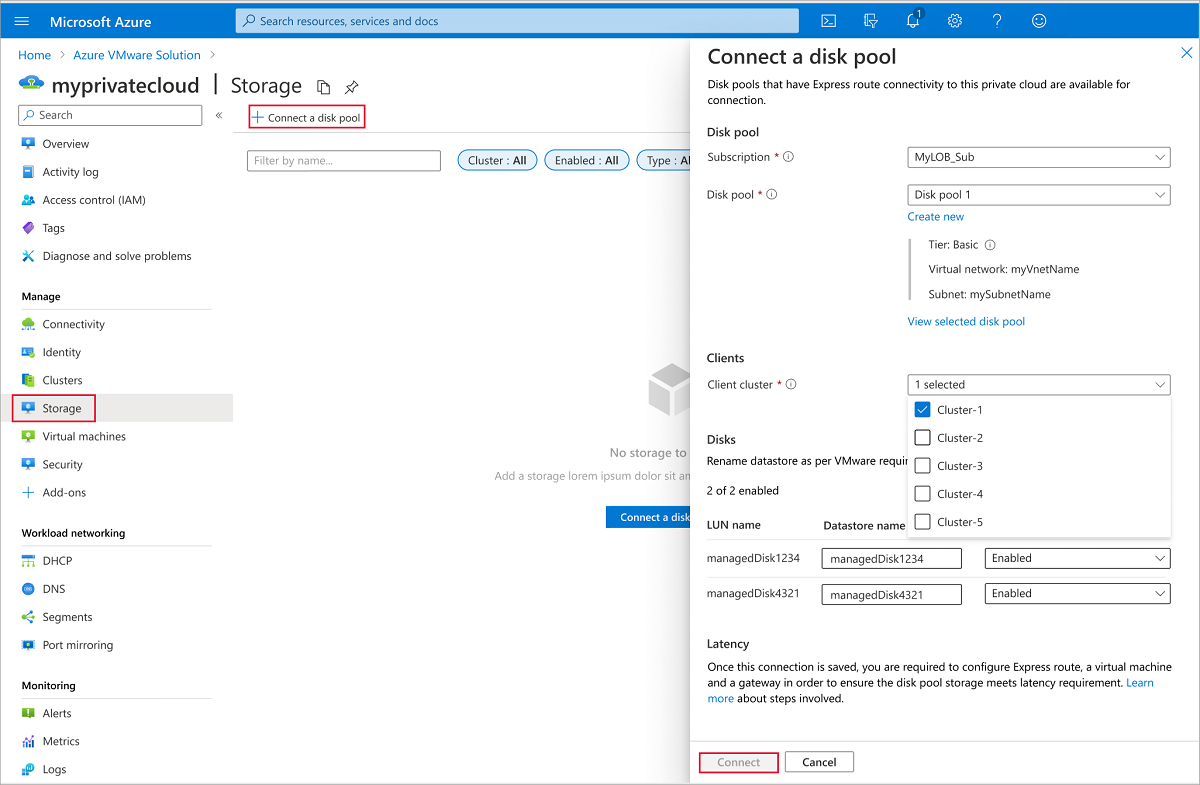 Microsoft Azure
Search resources, services and docs
1
Home > Azure VMware Solution >
myprivatecloud | Storage
Search
«
Overview
Activity log
Access control (IAM)
Tags
Diagnose and solve problems
Manage
Connectivity
Identity
Clusters
Storage
Virtual machines
Security
Add-ons
Workload networking
DHCP
DNS
Segments
Port mirroring
Monitoring
Alerts
Metrics
Logs
+ Connect a disk pool
Filter by name...
Cluster : All
Enabled : All
Type :
No storage to
Add a storage lorem ipsum dolor sit
Connect a disk
Connect a disk pool
Disk pools that have Express route connectivity to this private cloud are available for
connection.
Disk pool
Subscription *
MyLOB_Sub
Disk pool *
Disk pool 1
Create new
Tier: Basic
Virtual network: myVnetName
Subnet: mySubnetName
View selected disk pool
Clients
Client cluster *
1 selected
Cluster-1
Cluster-2
Cluster-3
Cluster-4
Cluster-5
Disks
Rename datastore as per VMware
2 of 2 enabled
LUN name Datastore name
managedDisk1234 managedDisk1234 Enabled
managedDisk4321 managedDisk4321 Enabled
Latency
Once this connection is saved, you are required to configure Express route, a virtual machine
and a gateway in order to ensure the disk pool storage meets latency requirement. Learn
more about steps involved.
Connect
Cancel